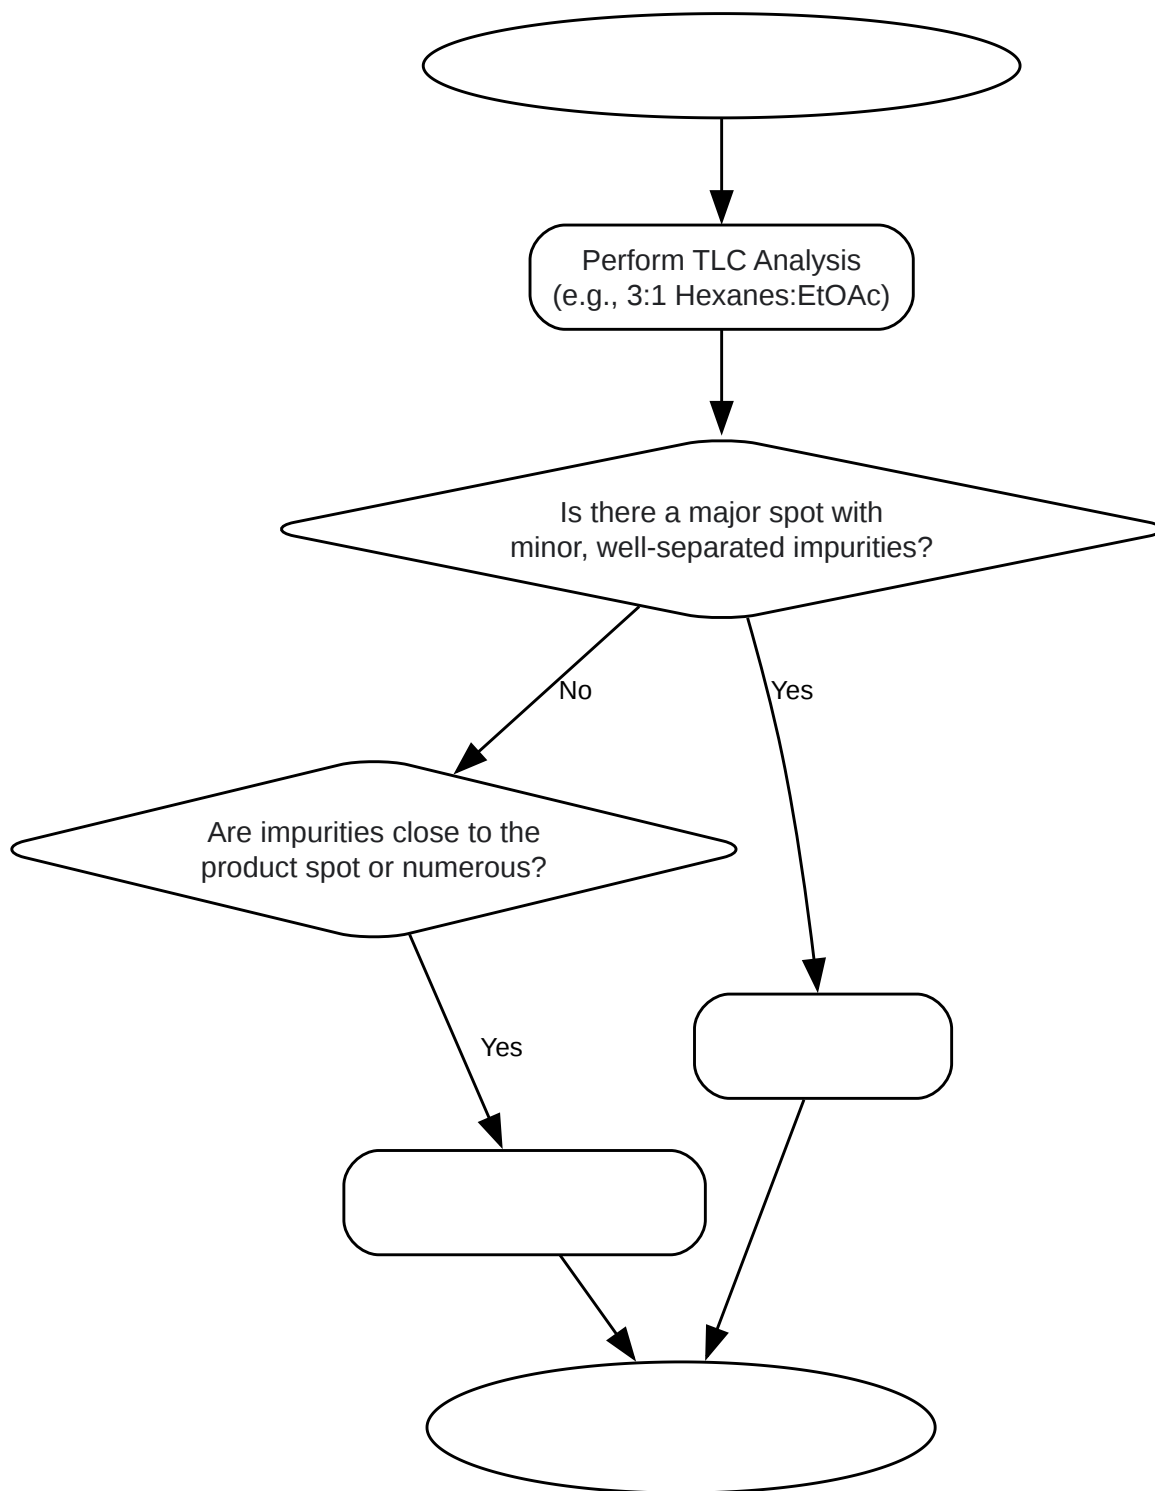 Perform TLC Analysis
(e.g., 3:1 Hexanes:EtOAc)
Is there a major spot with
minor, well-separated impurities?
No
Yes
Are impurities close to the
product spot or numerous?
Yes